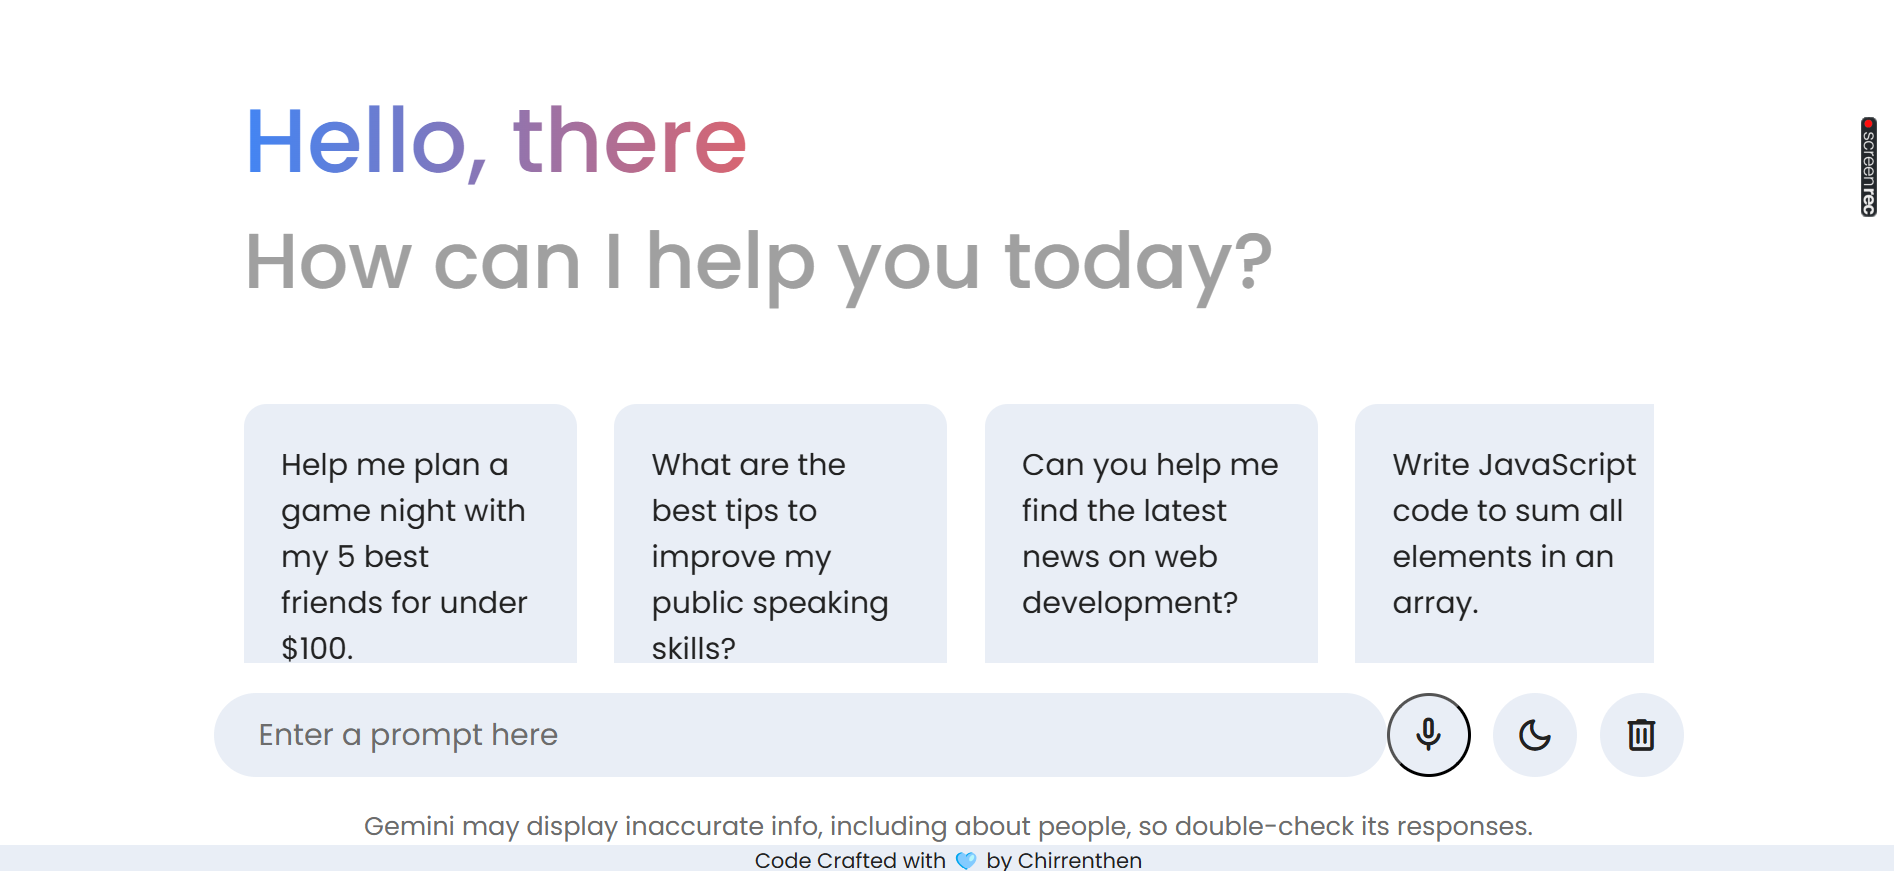 Hello, there
How can I help you today?
screenrec
Help me plan a
game night with
my 5 best
friends for under
$100.
What are the
best tips to
improve my
public speaking
skills?
Can you help me
find the latest
news on web
development?
Write JavaScript
code to sum all
elements in an
array.
Enter a prompt here
Gemini may display inaccurate info, including about people, so double-check its responses.
Code Crafted with 🩵 by Chirrenthen